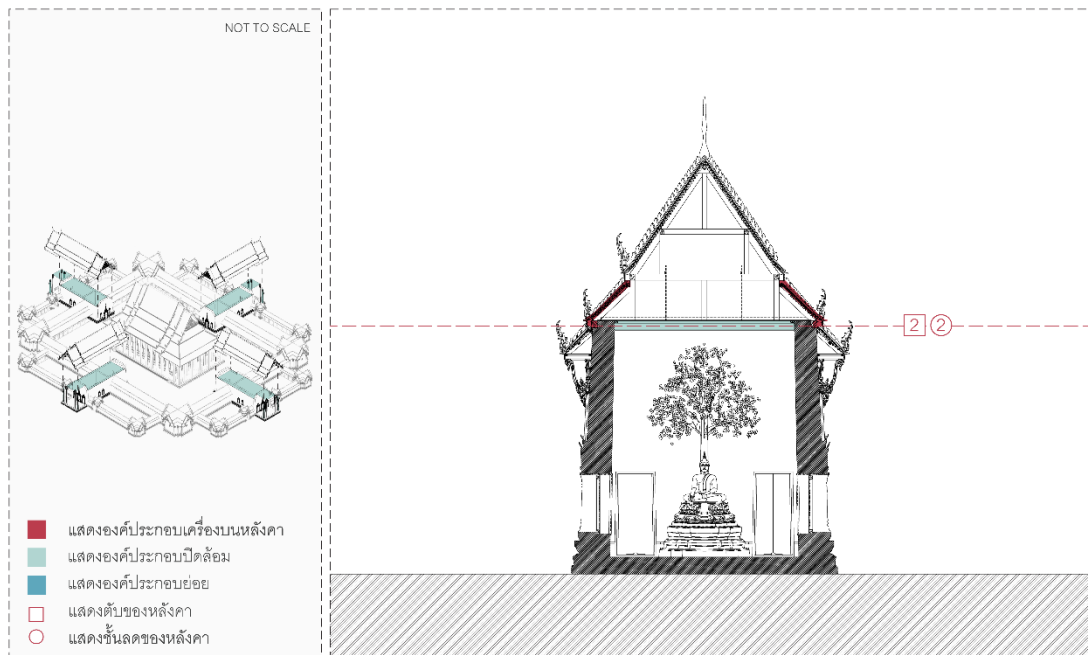 NOT TO SCALE
2 2
แสดงองค์ประกอบเครื่องบนหลังคา
แสดงองค์ประกอบปิดล้อม
แสดงองค์ประกอบย่อย
แสดงตับของหลังคา
แสดงชั้นลดของหลังคา